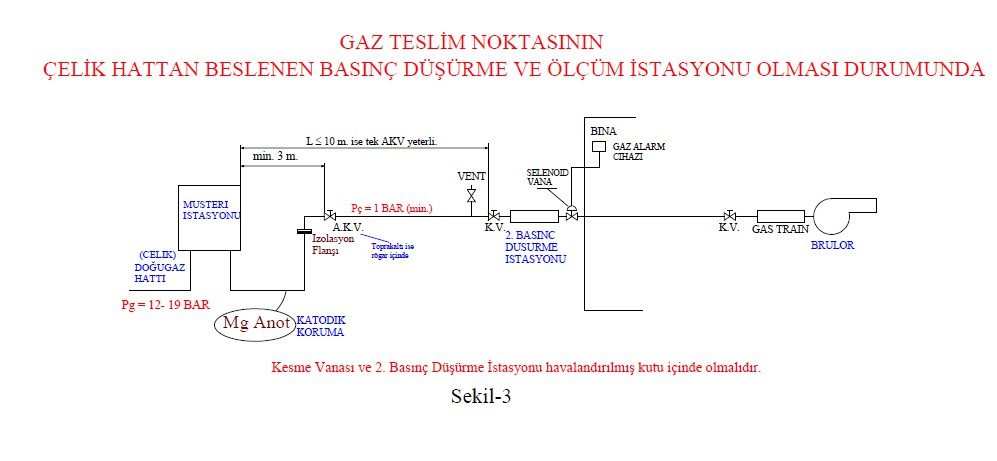 GAZ TESLİM NOKTASININ
ÇELİK HATTAN BESLENEN BASINÇ DÜŞÜRME VE ÖLÇÜM İSTASYONU OLMASI DURUMUNDA
L ≤ 10 m. ise tek AKV yeterli.
min. 3 m.
BINA
GAZ ALARM
CIHAZI
VENT
SELENOID
VANA
MUSTERI
ISTASYONU
Pç = 1 BAR (min.)
A.K.V.
K.V.
K.V.
GAS TRAIN
Izolasyon
Flanşı
Toprakaltı ise
rögar içinde
2. BASINC
DUSURME
ISTASYONU
BRULOR
(CELIK)
DOĞUGAZ
HATTI
Pg = 12- 19 BAR
Mg Anot
KATODIK
KORUMA
Kesme Vanası ve 2. Basınç Düşürme İstasyonu havalandırılmış kutu içinde olmalıdır.
Sekil-3